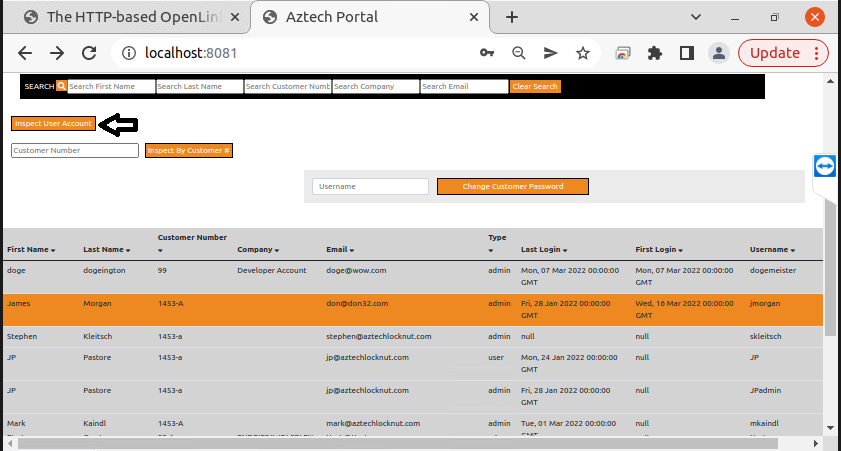 The HTTP-based OpenLin
Aztech Portal
localhost:8081
Update
SEARCH Search First Name Search Last Name Search Customer Numb Search Company Search Email Clear Search
Inspect User Account
Customer Number Inspect By Customer #
Username Change Customer Password
First Name Last Name Customer Number Company Email Type Last Login First Login Username
doge dogeington 99 Developer Account doge@wow.com admin Mon, 07 Mar 2022 00:00:00 GMT Mon, 07 Mar 2022 00:00:00 GMT dogemeister
James Morgan 1453-A don@don32.com admin Fri, 28 Jan 2022 00:00:00 GMT Wed, 16 Mar 2022 00:00:00 GMT jmorgan
Stephen Kleitsch 1453-a stephen@aztechlocknut.com admin null null skleitsch
JP Pastore 1453-a jp@aztechlocknut.com user Mon, 24 Jan 2022 00:00:00 GMT null JP
JP Pastore 1453-a jp@aztechlocknut.com admin Fri, 28 Jan 2022 00:00:00 GMT null JPadmin
Mark Kaindl 1453-A mark@aztechlocknut.com admin Tue, 01 Mar 2022 00:00:00 GMT null mkaindl